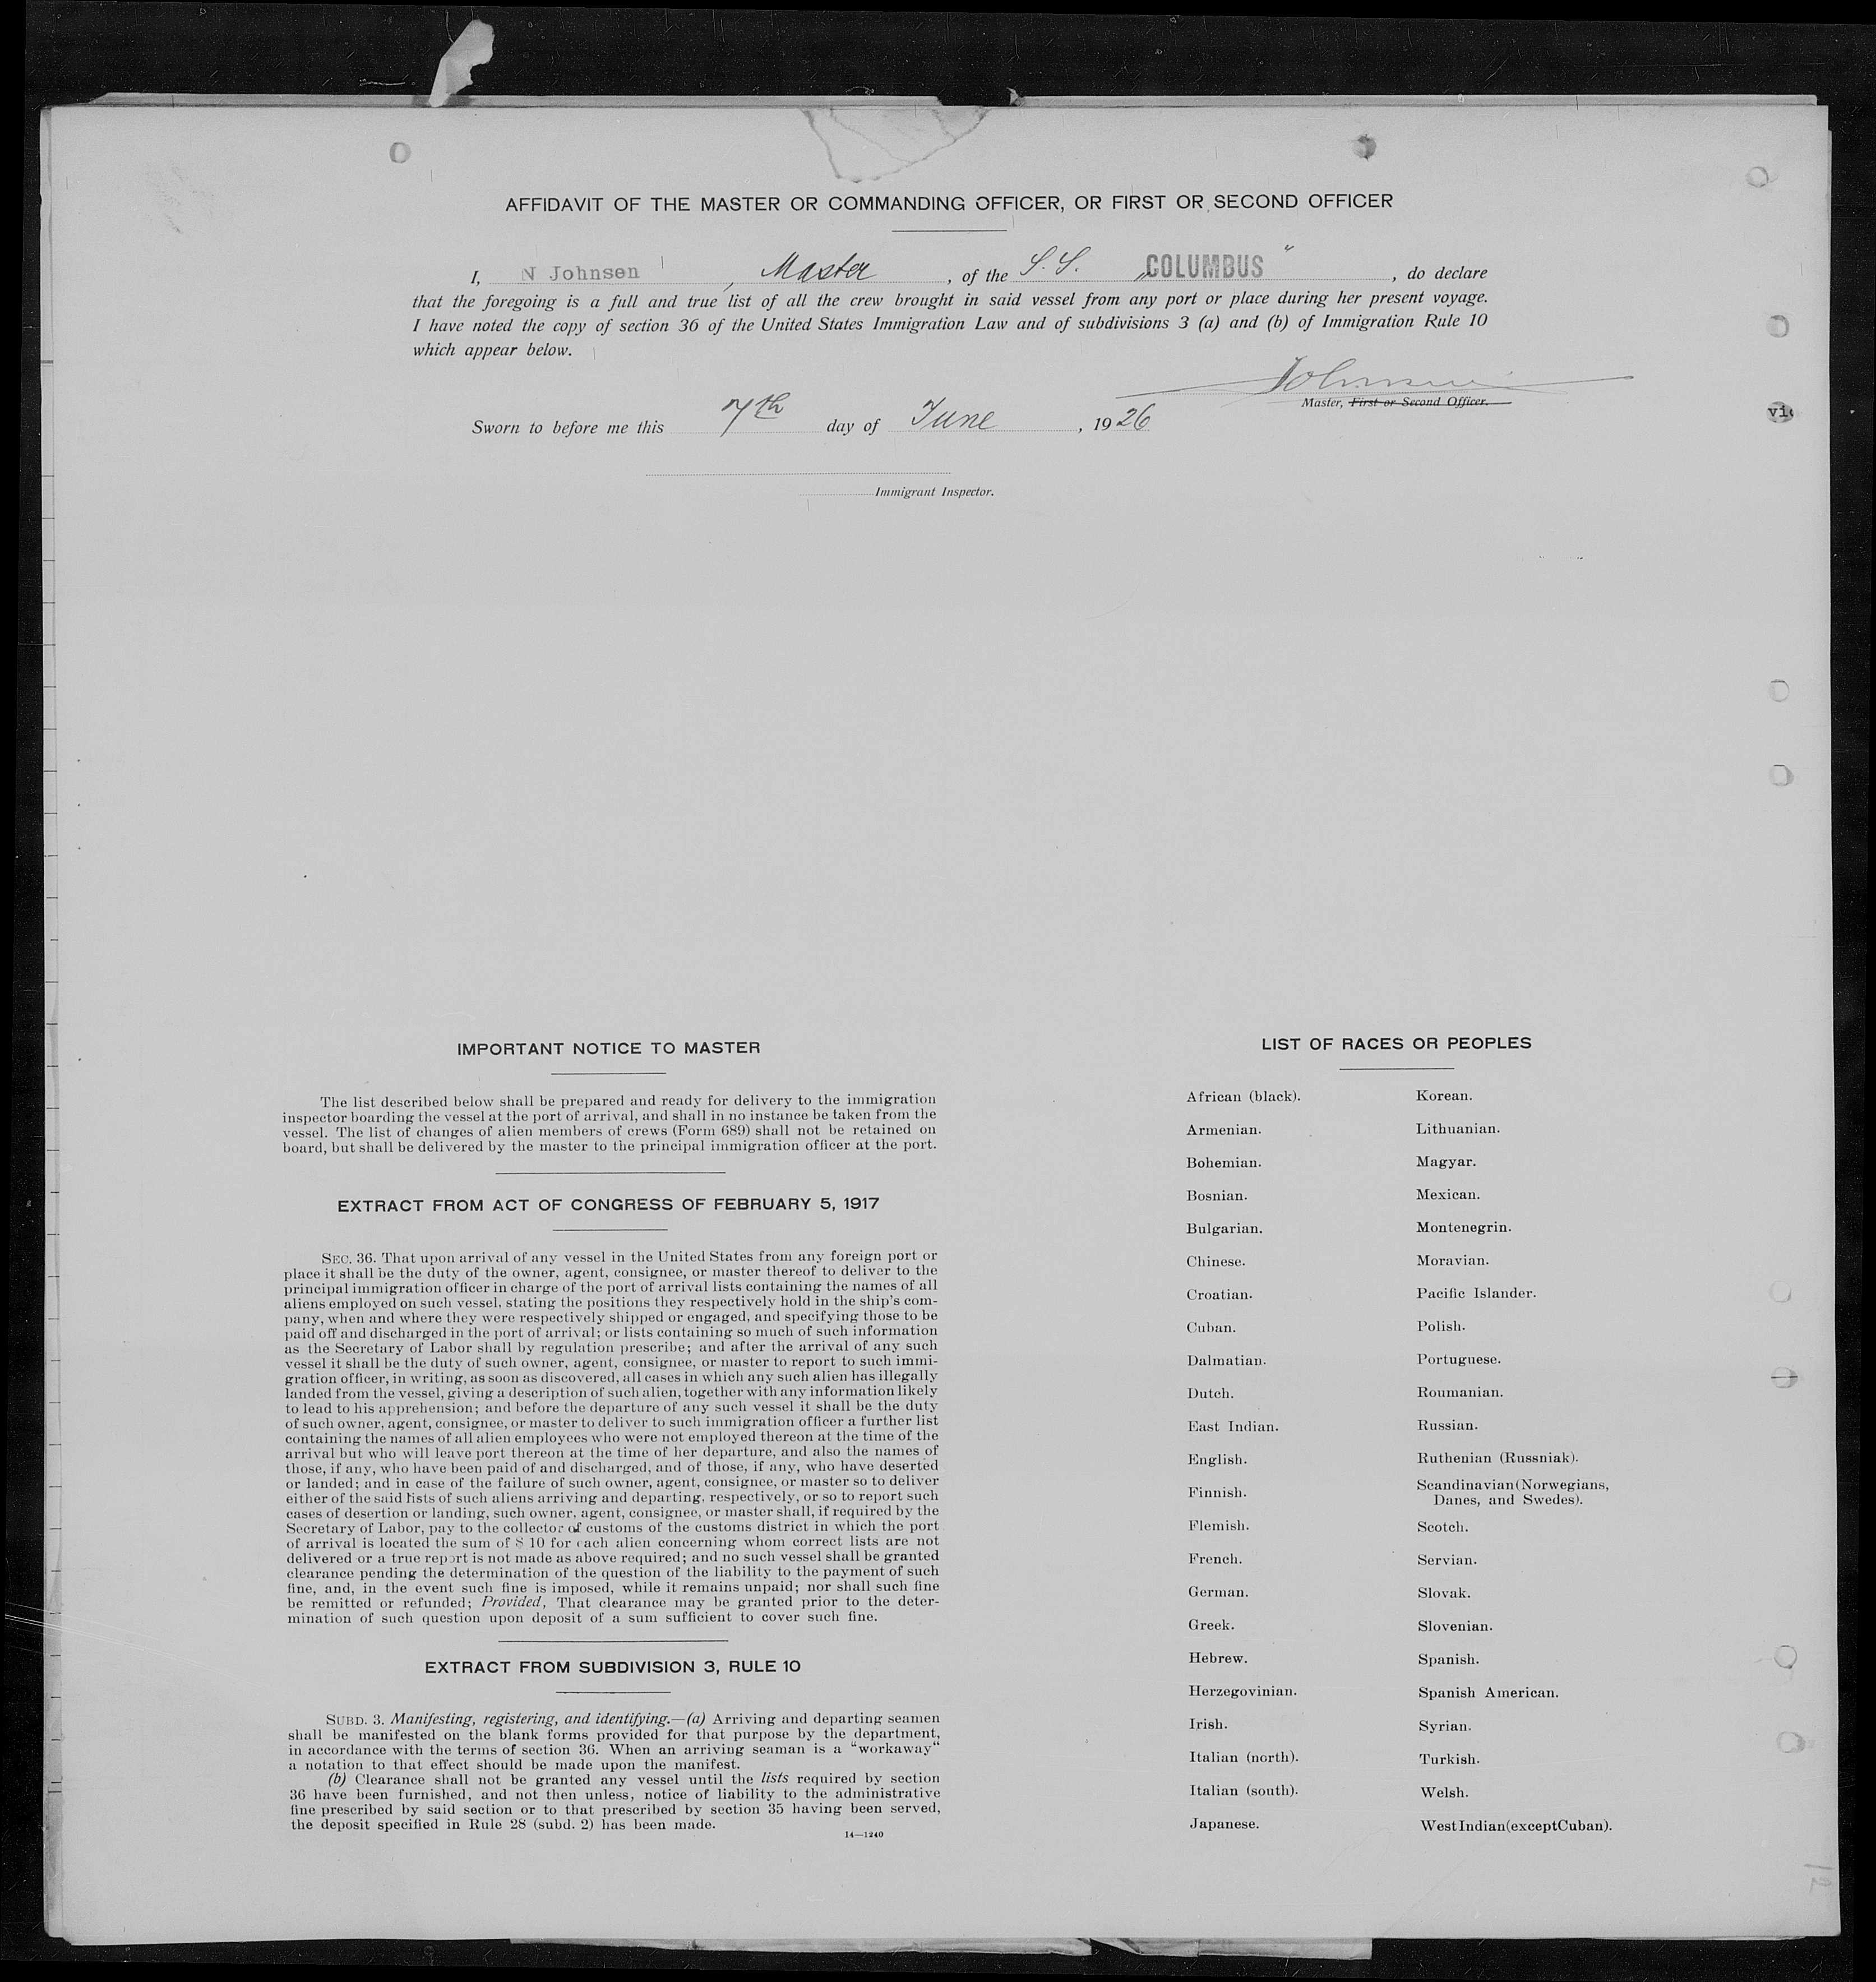 AFFIDAVIT OF THE MASTER OR COMMANDING OFFICER, OR FIRST OR SECOND OFFICER
I, N Johnsen, Master, of the S.S. „COLUMBUS", do declare
that the foregoing is a full and true list of all the crew brought in said vessel from any port or place during her present voyage.
I have noted the copy of section 36 of the United States Immigration Law and of subdivisions 3 (a) and (b) of Immigration Rule 10
which appear below.
Johnsen
Master, First or Second Officer.
Sworn to before me this 7th day of June, 1926
Immigrant Inspector.
IMPORTANT NOTICE TO MASTER
The list described below shall be prepared and ready for delivery to the immigration
inspector boarding the vessel at the port of arrival, and shall in no instance be taken from the
vessel. The list of changes of alien members of crews (Form 689) shall not be retained on
board, but shall be delivered by the master to the principal immigration officer at the port.
EXTRACT FROM ACT OF CONGRESS OF FEBRUARY 5, 1917
SEC. 36. That upon arrival of any vessel in the United States from any foreign port or
place it shall be the duty of the owner, agent, consignee, or master thereof to deliver to the
principal immigration officer in charge of the port of arrival lists containing the names of all
aliens employed on such vessel, stating the positions they respectively hold in the ship's com-
pany, when and where they were respectively shipped or engaged, and specifying those to be
paid off and discharged in the port of arrival; or lists containing so much of such information
as the Secretary of Labor shall by regulation prescribe; and after the arrival of any such
vessel it shall be the duty of such owner, agent, consignee, or master to report to such immi-
gration officer, in writing, as soon as discovered, all cases in which any such alien has illegally
landed from the vessel, giving a description of such alien, together with any information likely
to lead to his apprehension; and before the departure of any such vessel it shall be the duty
of such owner, agent, consignee, or master to deliver to such immigration officer a further list
containing the names of all alien employees who were not employed thereon at the time of the
arrival but who will leave port thereon at the time of her departure, and also the names of
those, if any, who have been paid of and discharged, and of those, if any, who have deserted
or landed; and in case of the failure of such owner, agent, consignee, or master so to deliver
either of the said lists of such aliens arriving and departing, respectively, or so to report such
cases of desertion or landing, such owner, agent, consignee, or master shall, if required by the
Secretary of Labor, pay to the collector of customs of the customs district in which the port
of arrival is located the sum of $ 10 for each alien concerning whom correct lists are not
delivered or a true report is not made as above required; and no such vessel shall be granted
clearance pending the determination of the question of the liability to the payment of such
fine, and, in the event such fine is imposed, while it remains unpaid; nor shall such fine
be remitted or refunded; Provided, That clearance may be granted prior to the deter-
mination of such question upon deposit of a sum sufficient to cover such fine.
EXTRACT FROM SUBDIVISION 3, RULE 10
SUBD. 3. Manifesting, registering, and identifying.—(a) Arriving and departing seamen
shall be manifested on the blank forms provided for that purpose by the department,
in accordance with the terms of section 36. When an arriving seaman is a "workaway"
a notation to that effect should be made upon the manifest.
(b) Clearance shall not be granted any vessel until the lists required by section
36 have been furnished, and not then unless, notice of liability to the administrative
fine prescribed by said section or to that prescribed by section 35 having been served,
the deposit specified in Rule 28 (subd. 2) has been made.
14—1240
LIST OF RACES OR PEOPLES
African (black).
Armenian.
Bohemian.
Bosnian.
Bulgarian.
Chinese.
Croatian.
Cuban.
Dalmatian.
Dutch.
East Indian.
English.
Finnish.
Flemish.
French.
German.
Greek.
Hebrew.
Herzegovinian.
Irish.
Italian (north).
Italian (south).
Japanese.
Korean.
Lithuanian.
Magyar.
Mexican.
Montenegrin.
Moravian.
Pacific Islander.
Polish.
Portuguese.
Roumanian.
Russian.
Ruthenian (Russniak).
Scandinavian (Norwegians,
Danes, and Swedes).
Scotch.
Servian.
Slovak.
Slovenian.
Spanish.
Spanish American.
Syrian.
Turkish.
Welsh.
West Indian (except Cuban).
12